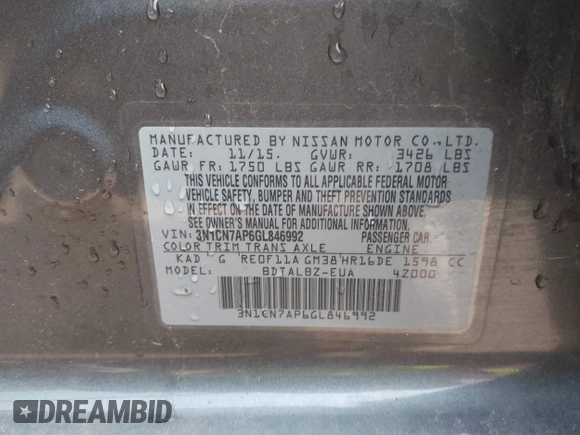 MANUFACTURED BY NISSAN MOTOR CO.,LTD.
DATE: 11/15. GVWR: 3426 LBS
GAWR FR: 1750 LBS GAWR RR: 1708 LBS
THIS VEHICLE CONFORMS TO ALL APPLICABLE FEDERAL MOTOR
VEHICLE SAFETY, BUMPER AND THEFT PREVENTION STANDARDS
IN EFFECT ON THE DATE OF MANUFACTURE SHOWN ABOVE.
SEE OWNER'S MANUAL FOR ADDITIONAL INFORMATION.
VIN: 3N1CN7AP6GL846992 PASSENGER CAR
COLOR TRIM TRANS AXLE ENGINE
KAD G RE0F11A GM38 HR16DE 1598 CC
MODEL: BDTALBZ-EUA 4Z000
3N1CN7AP6GL846992
DREAMBID